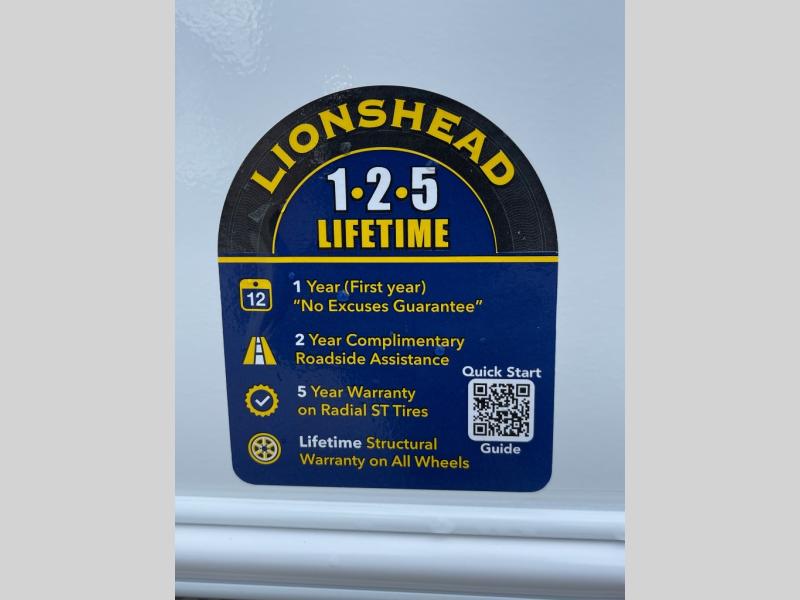 LIONSHEAD
1•2•5
LIFETIME
12
1 Year (First year)
"No Excuses Guarantee"
2 Year Complimentary
Roadside Assistance
5 Year Warranty
on Radial ST Tires
Lifetime Structural
Warranty on All Wheels
Quick Start
Guide